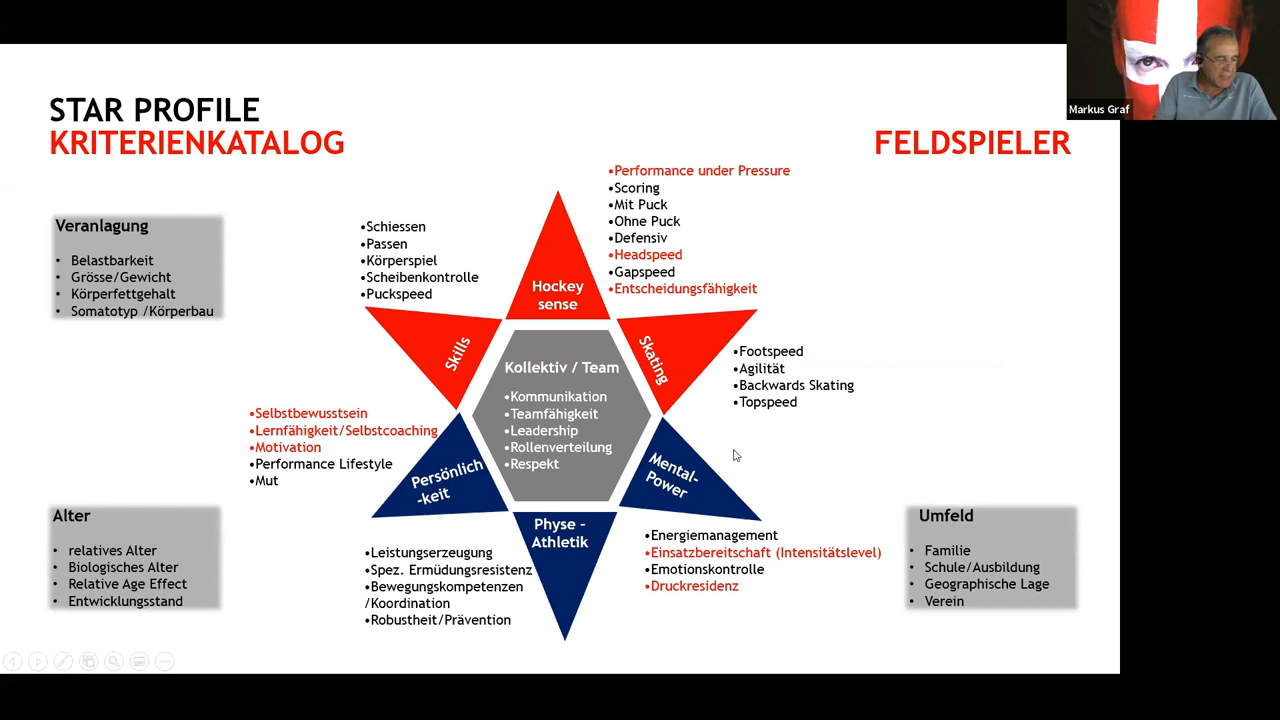 Markus Graf
STAR PROFILE
KRITERIENKATALOG
FELDSPIELER
•Performance under Pressure
•Scoring
•Mit Puck
•Ohne Puck
•Defensiv
•Headspeed
•Gapspeed
•Entscheidungsfähigkeit
Veranlagung
• Belastbarkeit
• Grösse/Gewicht
• Körperfettgehalt
• Somatotyp /Körperbau
•Schiessen
•Passen
•Körperspiel
•Scheibenkontrolle
•Puckspeed
Hockey
sense
Skills
Skating
•Footspeed
•Agilität
•Backwards Skating
•Topspeed
Kollektiv / Team
•Kommunikation
•Teamfähigkeit
•Leadership
•Rollenverteilung
•Respekt
•Selbstbewusstsein
•Lernfähigkeit/Selbstcoaching
•Motivation
•Performance Lifestyle
•Mut
Persönlich
-keit
Mental-
Power
Physe -
Athletik
Alter
• relatives Alter
• Biologisches Alter
• Relative Age Effect
• Entwicklungsstand
•Leistungserzeugung
•Spez. Ermüdungsresistenz
•Bewegungskompetenzen
/Koordination
•Robustheit/Prävention
•Energiemanagement
•Einsatzbereitschaft (Intensitätslevel)
•Emotionskontrolle
•Druckresidenz
Umfeld
• Familie
• Schule/Ausbildung
• Geographische Lage
• Verein